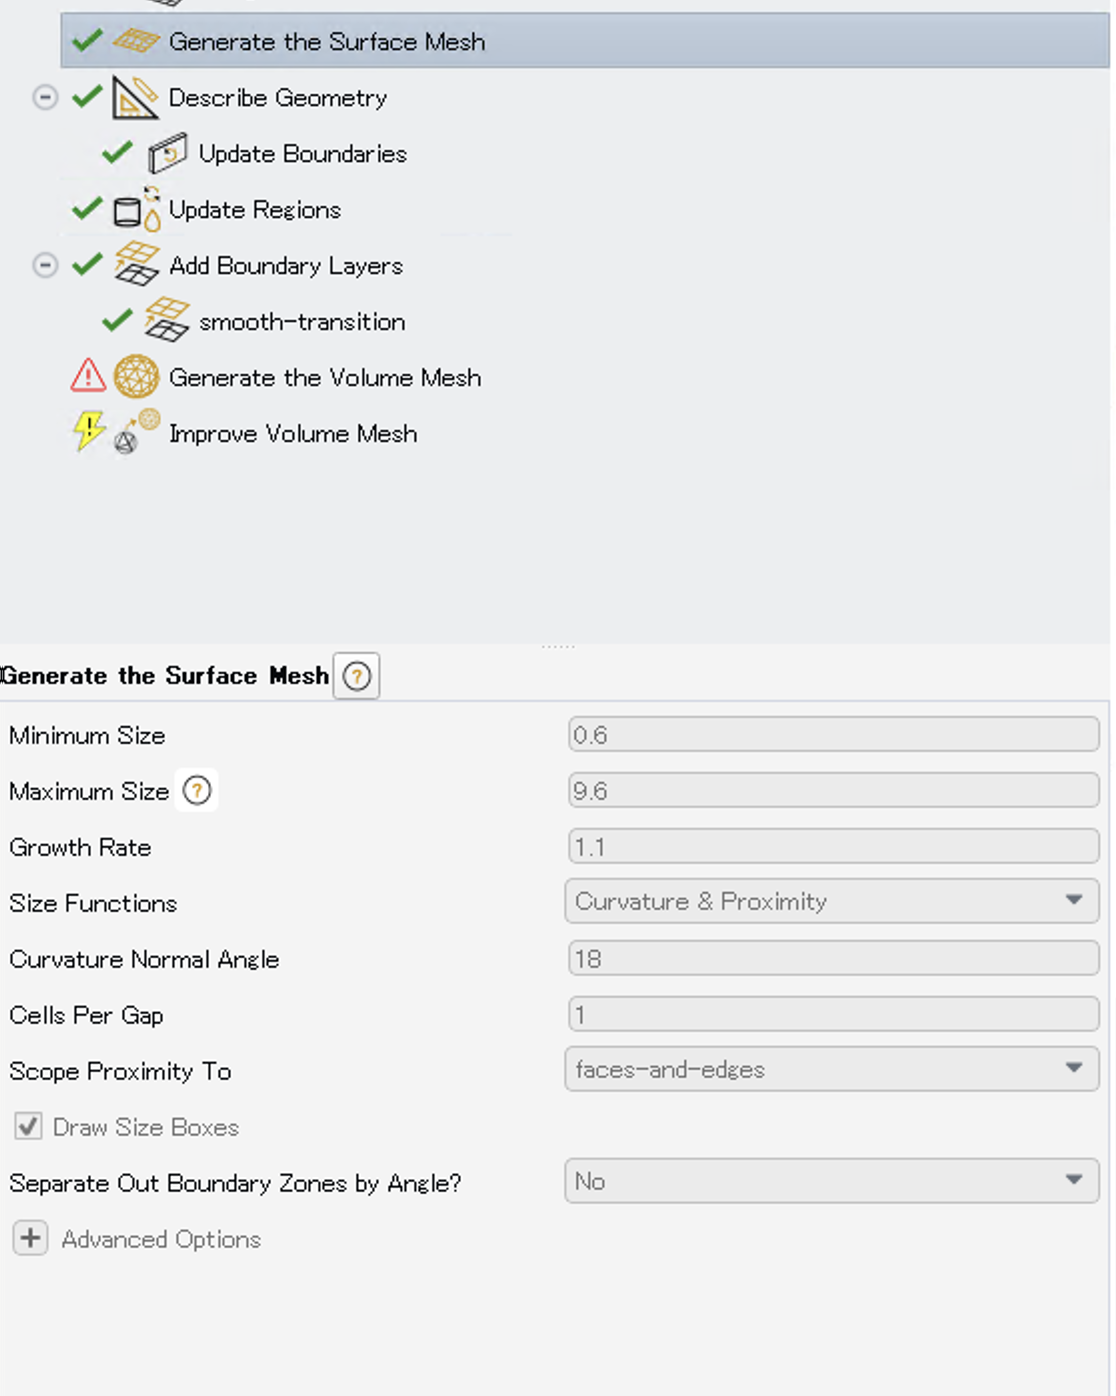 Generate the Surface Mesh
Describe Geometry
Update Boundaries
Update Regions
Add Boundary Layers
smooth-transition
Generate the Volume Mesh
Improve Volume Mesh
Generate the Surface Mesh ?
Minimum Size 0.6
Maximum Size ? 9.6
Growth Rate 1.1
Size Functions Curvature & Proximity
Curvature Normal Angle 18
Cells Per Gap 1
Scope Proximity To faces-and-edges
Draw Size Boxes
Separate Out Boundary Zones by Angle? No
+ Advanced Options